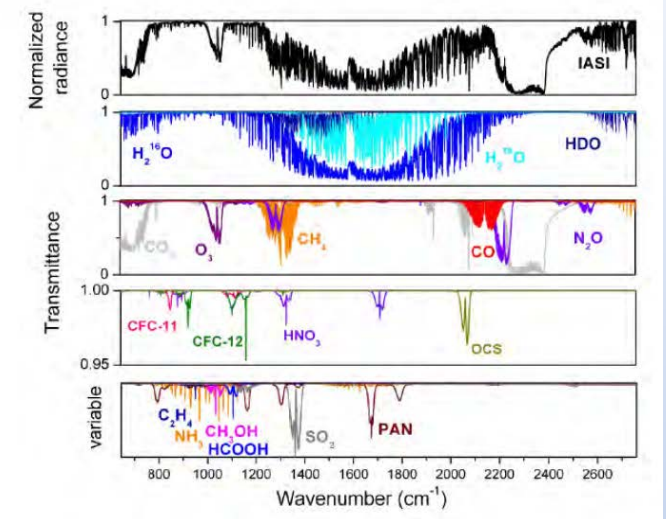 Normalized
radiance
1
0
IASI
1
0
H₂¹⁶O
H₂¹⁸O
HDO
Transmittance
1
0
CO₂
O₃
CH₄
CO
N₂O
1.00
0.95
CFC-11
CFC-12
HNO₃
OCS
variable
C₂H₄
NH₃
CH₃OH
HCOOH
SO₂
PAN
800 1000 1200 1400 1600 1800 2000 2200 2400 2600
Wavenumber (cm⁻¹)